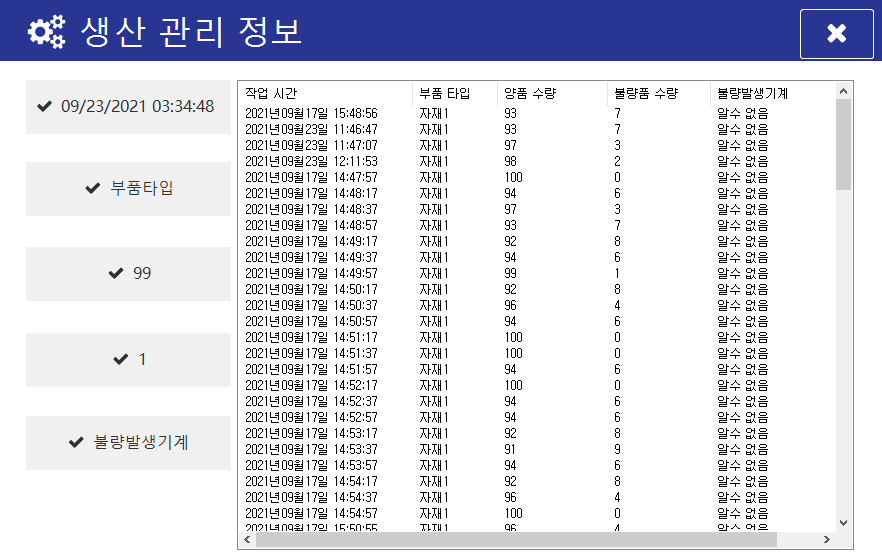 생산 관리 정보
09/23/2021 03:34:48
부품타입
99
1
불량발생기계
작업 시간 부품 타입 양품 수량 불량품 수량 불량발생기계
2021년09월17일 15:48:56 자재1 93 7 알수 없음
2021년09월23일 11:46:47 자재1 93 7 알수 없음
2021년09월23일 11:47:07 자재1 97 3 알수 없음
2021년09월23일 12:11:53 자재1 98 2 알수 없음
2021년09월17일 14:47:57 자재1 100 0 알수 없음
2021년09월17일 14:48:17 자재1 94 6 알수 없음
2021년09월17일 14:48:37 자재1 97 3 알수 없음
2021년09월17일 14:48:57 자재1 93 7 알수 없음
2021년09월17일 14:49:17 자재1 92 8 알수 없음
2021년09월17일 14:49:37 자재1 94 6 알수 없음
2021년09월17일 14:49:57 자재1 99 1 알수 없음
2021년09월17일 14:50:17 자재1 92 8 알수 없음
2021년09월17일 14:50:37 자재1 96 4 알수 없음
2021년09월17일 14:50:57 자재1 94 6 알수 없음
2021년09월17일 14:51:17 자재1 100 0 알수 없음
2021년09월17일 14:51:37 자재1 100 0 알수 없음
2021년09월17일 14:51:57 자재1 94 6 알수 없음
2021년09월17일 14:52:17 자재1 100 0 알수 없음
2021년09월17일 14:52:37 자재1 94 6 알수 없음
2021년09월17일 14:52:57 자재1 94 6 알수 없음
2021년09월17일 14:53:17 자재1 92 8 알수 없음
2021년09월17일 14:53:37 자재1 91 9 알수 없음
2021년09월17일 14:53:57 자재1 94 6 알수 없음
2021년09월17일 14:54:17 자재1 92 8 알수 없음
2021년09월17일 14:54:37 자재1 96 4 알수 없음
2021년09월17일 14:54:57 자재1 100 0 알수 없음
2021년09월17일 15:50:55 자재1 96 4 알수 없음